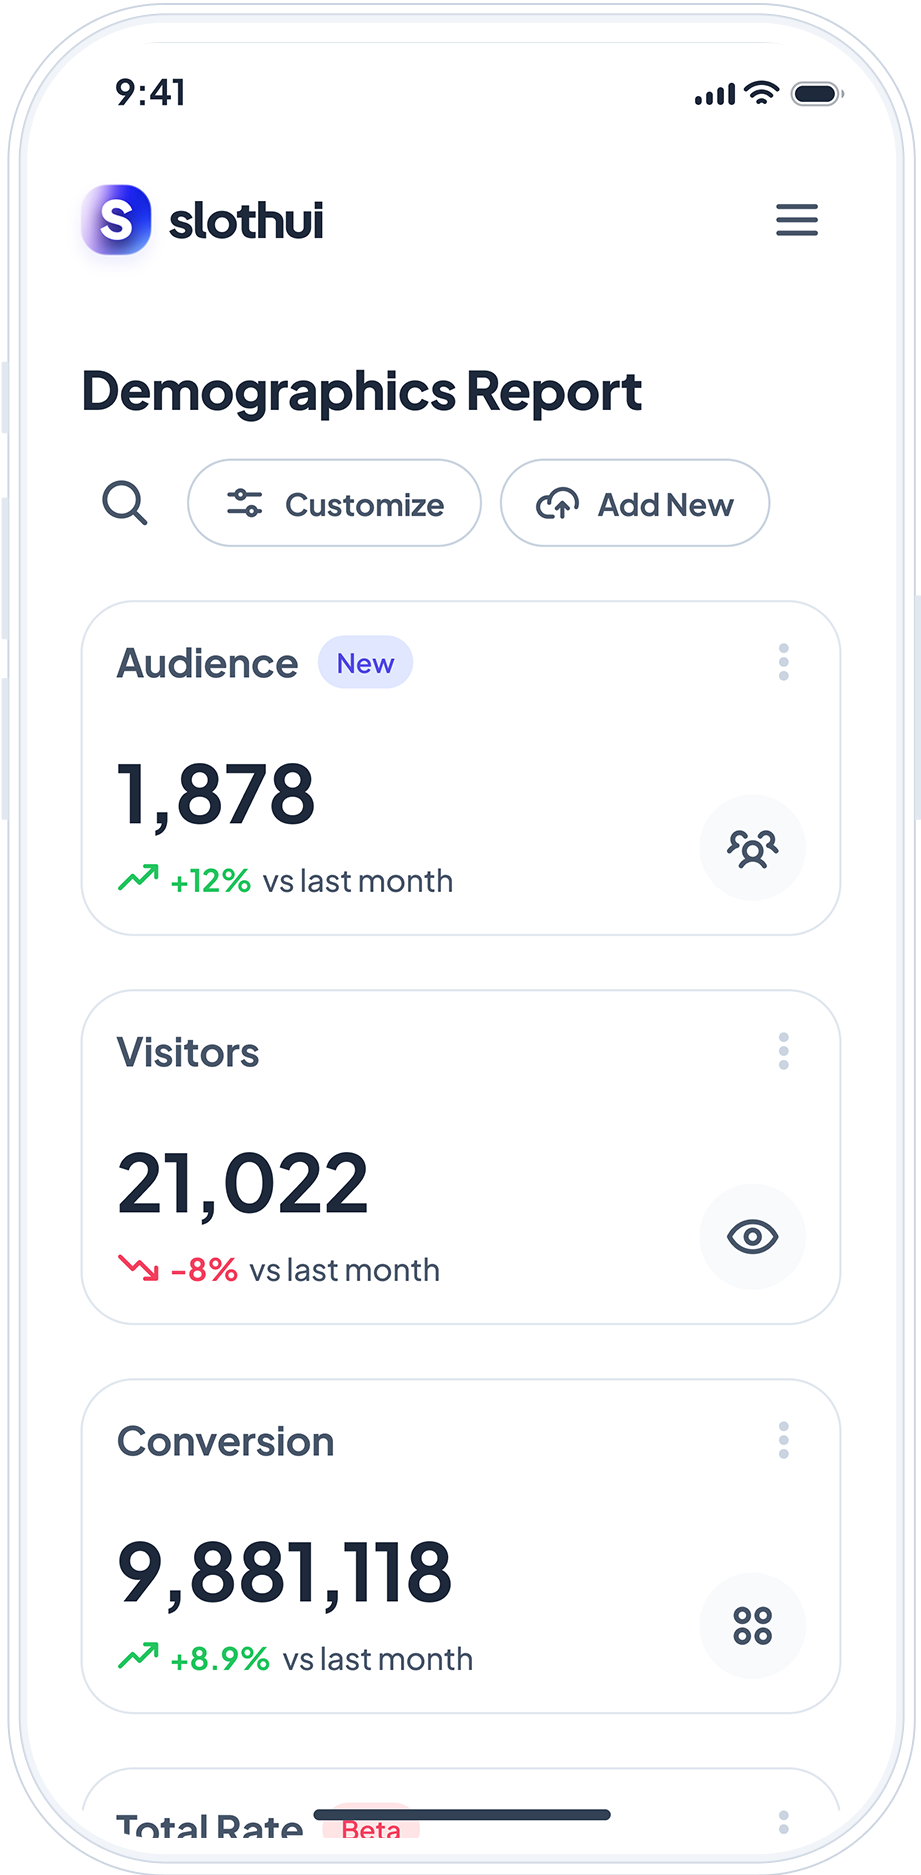 9:41
S slothui
Demographics Report
Customize
Add New
Audience New
1,878
+12% vs last month
Visitors
21,022
-8% vs last month
Conversion
9,881,118
+8.9% vs last month
Total Rate Beta